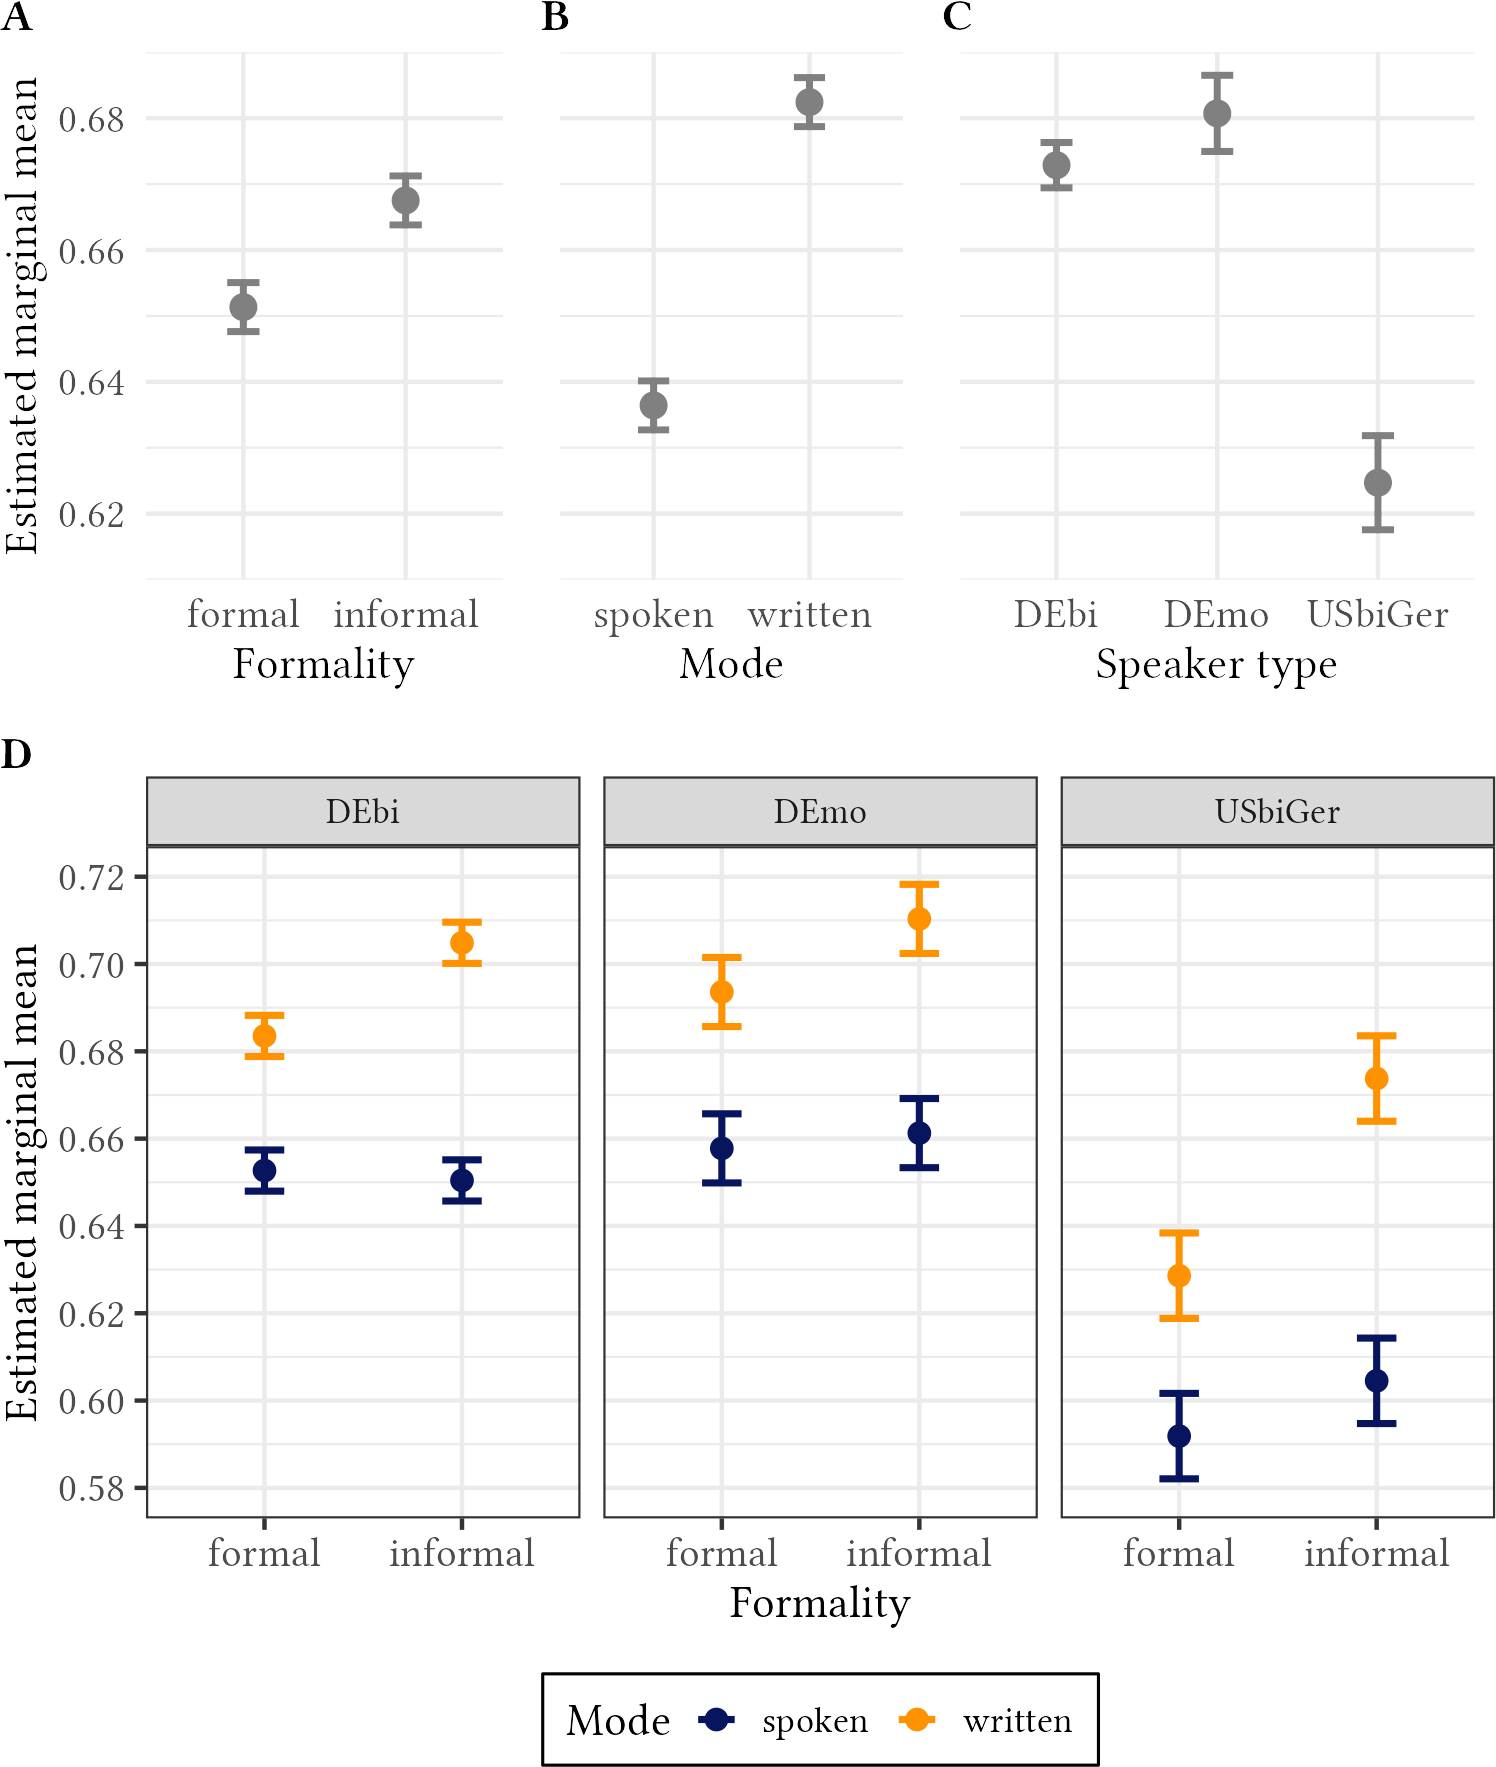 A B C
Estimated marginal mean
0.68
0.66
0.64
0.62
formal informal
Formality
spoken written
Mode
DEbi DEmo USbiGer
Speaker type
D
DEbi DEmo USbiGer
Estimated marginal mean
0.72
0.70
0.68
0.66
0.64
0.62
0.60
0.58
formal informal formal informal formal informal
Formality
Mode spoken written